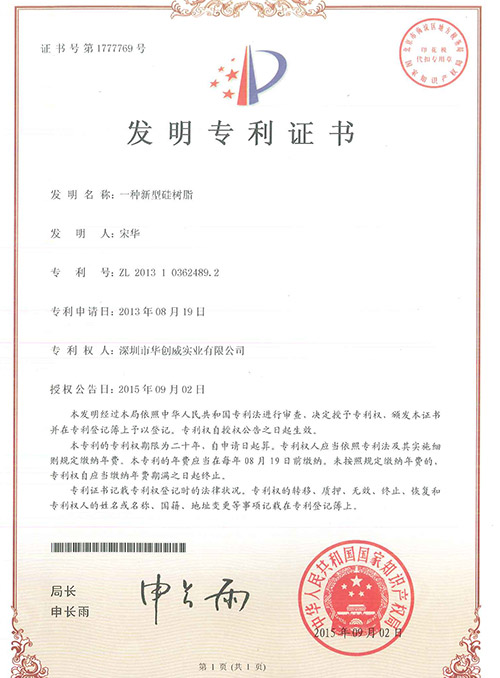 证书号第1777769号
印花税
代扣专用章
国家知识产权局
发明专利证书
发明名称：一种新型硅树脂
发明人：宋华
专利号：ZL 2013 1 0362489.2
专利申请日：2013年08月19日
专利权人：深圳市华创威实业有限公司
授权公告日：2015年09月02日
本发明经过本局依照中华人民共和国专利法进行审查，决定授予专利权，颁发本证书
并在专利登记簿上予以登记。专利权自授权公告之日起生效。
本专利的专利权期限为二十年，自申请日起算。专利权人应当依照专利法及其实施细
则规定缴纳年费。本专利的年费应当在每年08月19日前缴纳。未按照规定缴纳年费的，
专利权自应当缴纳年费期满之日起终止。
专利证书记载专利权登记时的法律状况。专利权的转移、质押、无效、终止、恢复和
专利权人的姓名或名称、国籍、地址变更等事项记载在专利登记簿上。
局长
申长雨
申长雨
中华人民共和国国家知识产权局
2015年09月02日
第1页(共1页)